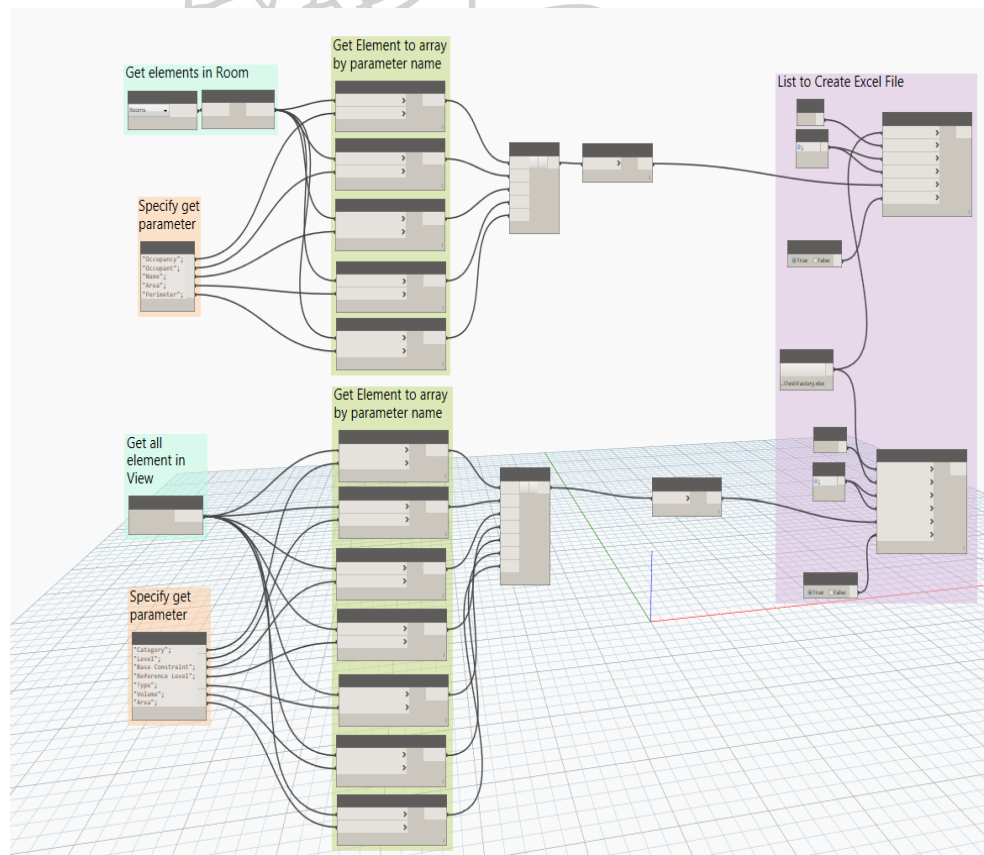 Get elements in Room
Rooms
Get Element to array
by parameter name
Specify get
parameter
"Occupancy";
"Occupant";
"Name";
"Area";
"Perimeter";
List to Create Excel File
0;
True False
Get all
element in
View
Specify get
parameter
"Category";
"Level";
"Base Constraint";
"Reference Level";
"Type";
"Volume";
"Area";
Get Element to array
by parameter name
0;
True False